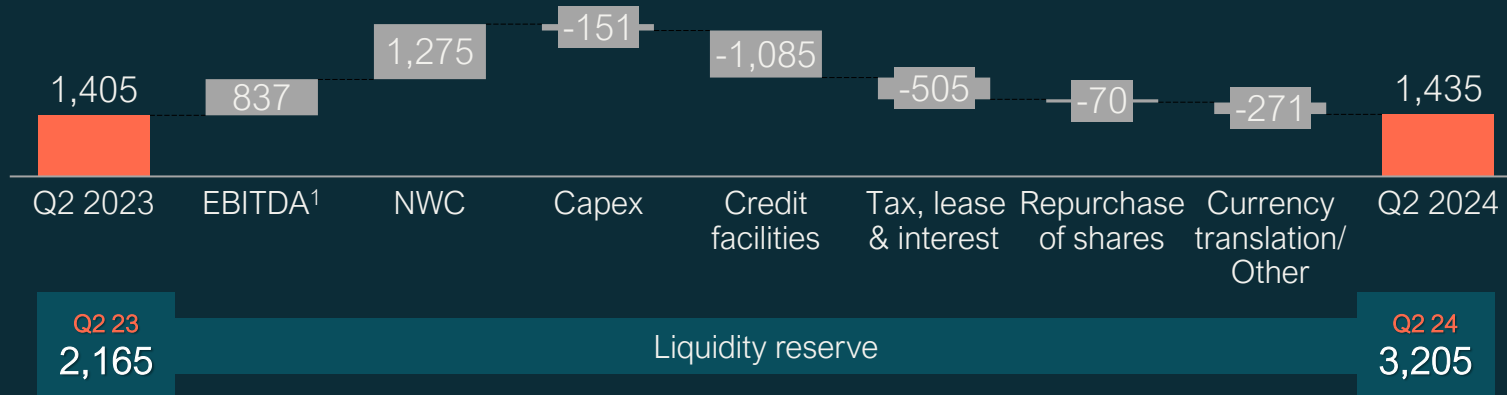 1,405
837
1,275
-151
-1,085
-505
-70
-271
1,435
Q2 2023
EBITDA¹
NWC
Capex
Credit
facilities
Tax, lease
& interest
Repurchase
of shares
Currency
translation/
Other
Q2 2024
Q2 23
2,165
Liquidity reserve
Q2 24
3,205